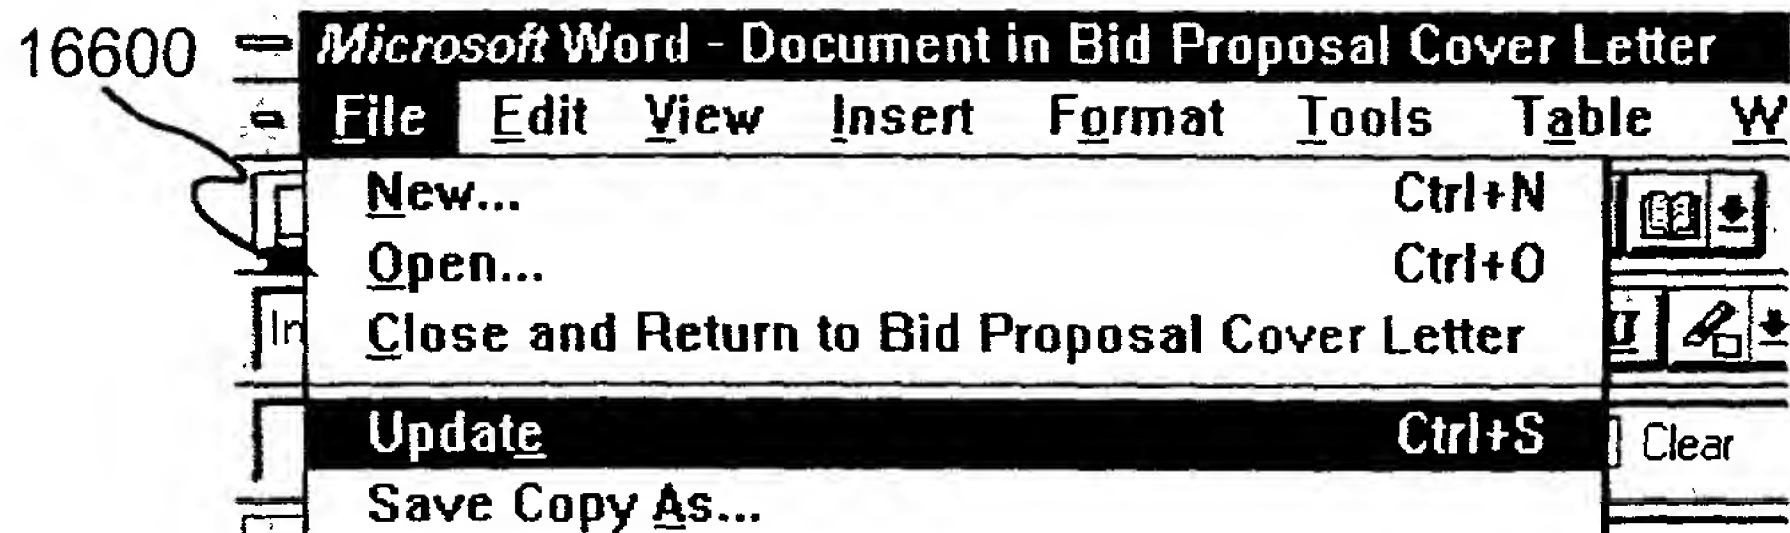 16600
Microsoft Word - Document in Bid Proposal Cover Letter
File Edit View Insert Format Tools Table W
New... Ctrl+N
Open... Ctrl+O
In
Close and Return to Bid Proposal Cover Letter
Update Ctrl+S
Clear
Save Copy As...